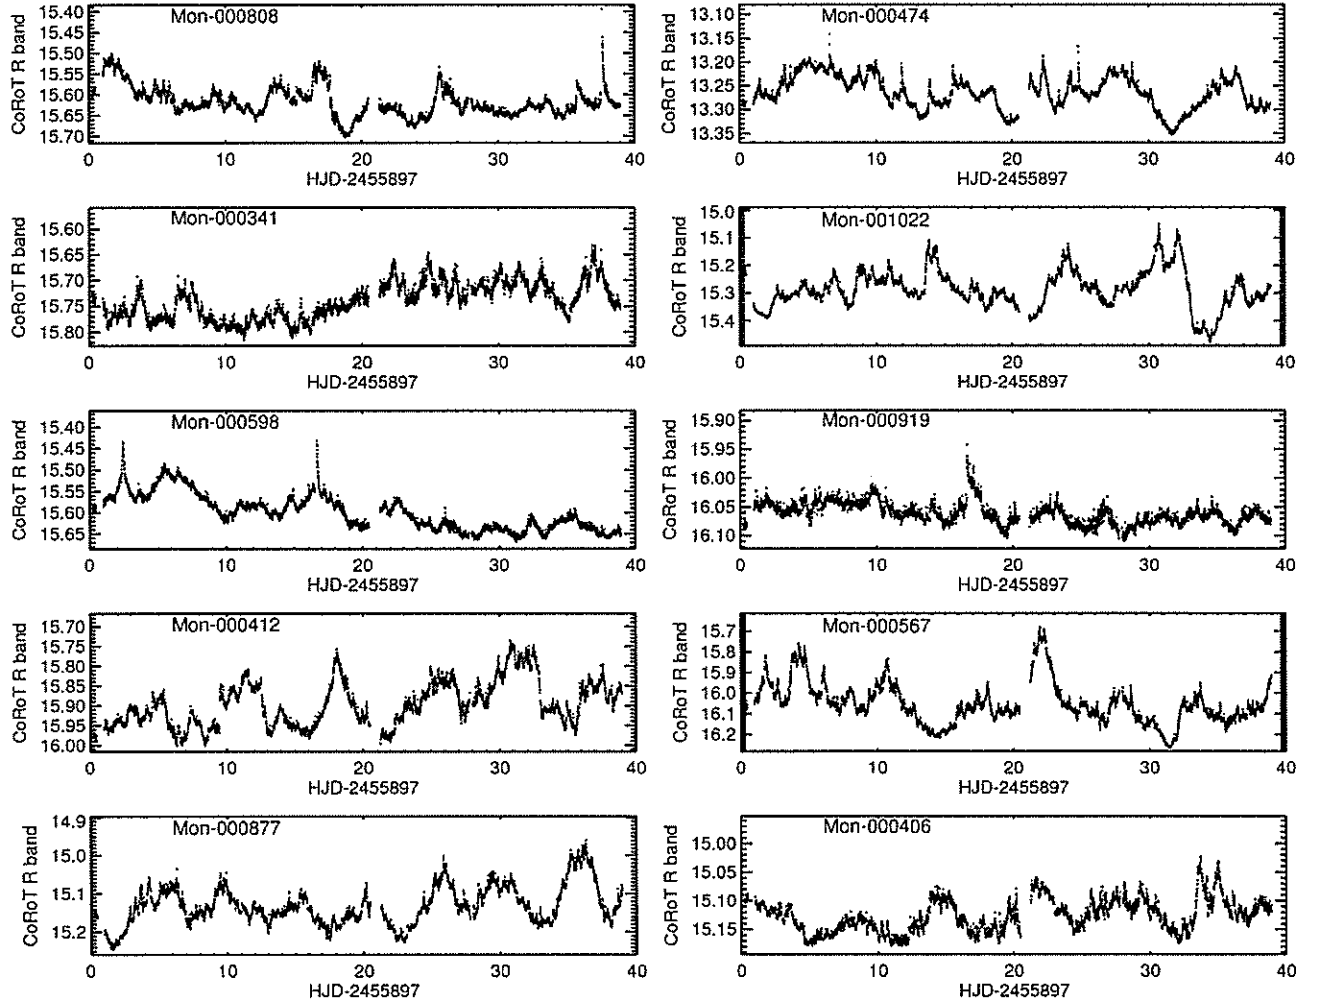 Mon-000808
CoRoT R band
15.40
15.45
15.50
15.55
15.60
15.65
15.70
0 10 20 30 40
HJD-2455897
Mon-000474
CoRoT R band
13.10
13.15
13.20
13.25
13.30
13.35
0 10 20 30 40
HJD-2455897
Mon-000341
CoRoT R band
15.60
15.65
15.70
15.75
15.80
0 10 20 30 40
HJD-2455897
Mon-001022
CoRoT R band
15.0
15.1
15.2
15.3
15.4
0 10 20 30 40
HJD-2455897
Mon-000598
CoRoT R band
15.40
15.45
15.50
15.55
15.60
15.65
0 10 20 30 40
HJD-2455897
Mon-000919
CoRoT R band
15.90
15.95
16.00
16.05
16.10
0 10 20 30 40
HJD-2455897
Mon-000412
CoRoT R band
15.70
15.75
15.80
15.85
15.90
15.95
16.00
0 10 20 30 40
HJD-2455897
Mon-000567
CoRoT R band
15.7
15.8
15.9
16.0
16.1
16.2
0 10 20 30 40
HJD-2455897
Mon-000877
CoRoT R band
14.9
15.0
15.1
15.2
0 10 20 30 40
HJD-2455897
Mon-000406
CoRoT R band
15.00
15.05
15.10
15.15
0 10 20 30 40
HJD-2455897